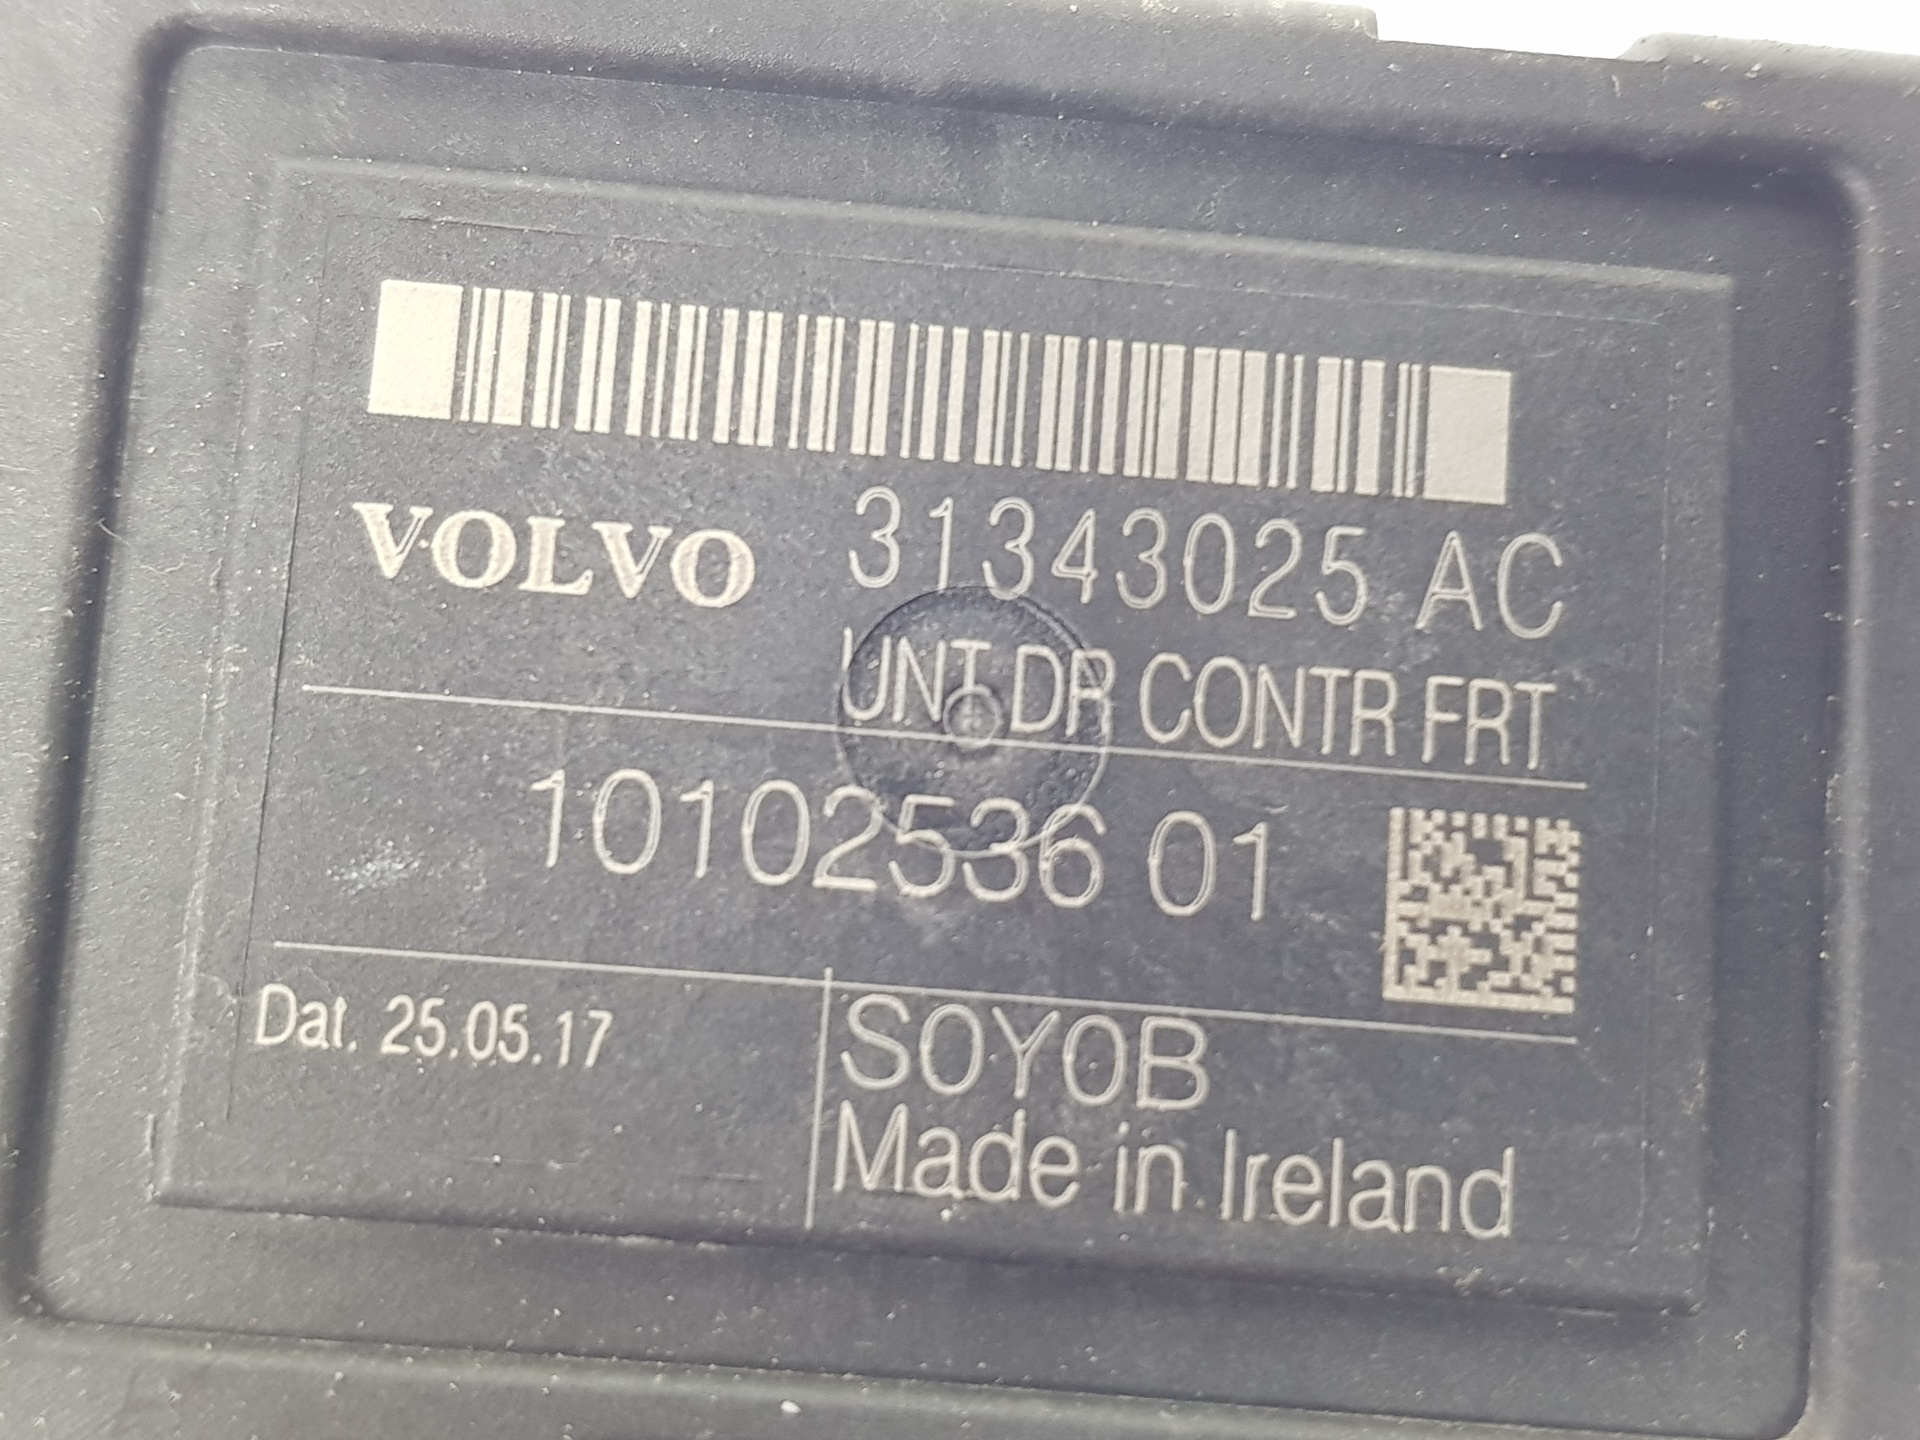 VOLVO 31343025 AC
UNT DR CONTR FRT
10102536 01
Dat. 25.05.17
S0Y0B
Made in Ireland